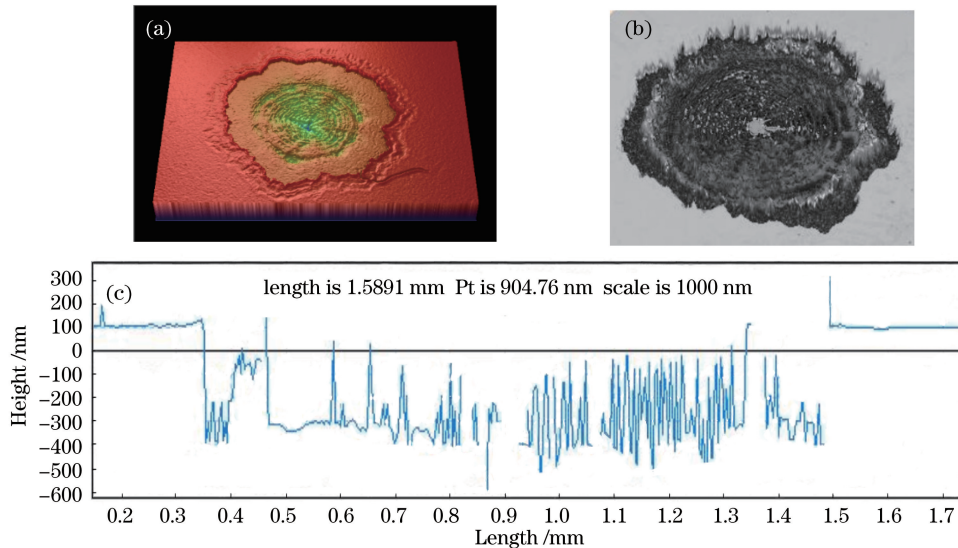 (a)
(b)
(c)
length is 1.5891 mm Pt is 904.76 nm scale is 1000 nm
Height /nm
300
200
100
0
−100
−200
−300
−400
−500
−600
0.2 0.3 0.4 0.5 0.6 0.7 0.8 0.9 1.0 1.1 1.2 1.3 1.4 1.5 1.6 1.7
Length /mm